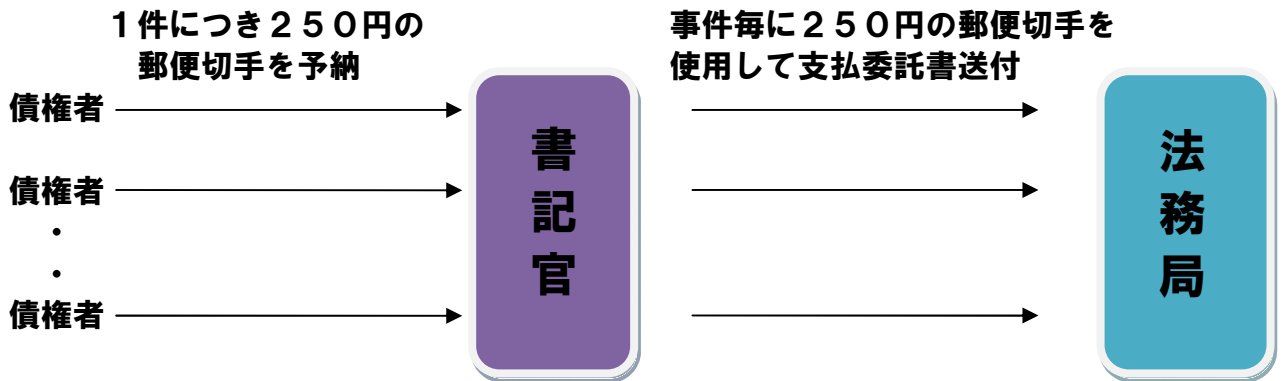 １件につき２５０円の
郵便切手を予納
事件毎に２５０円の郵便切手を
使用して支払委託書送付
債権者
債権者
・
・
債権者
書記官
法務局